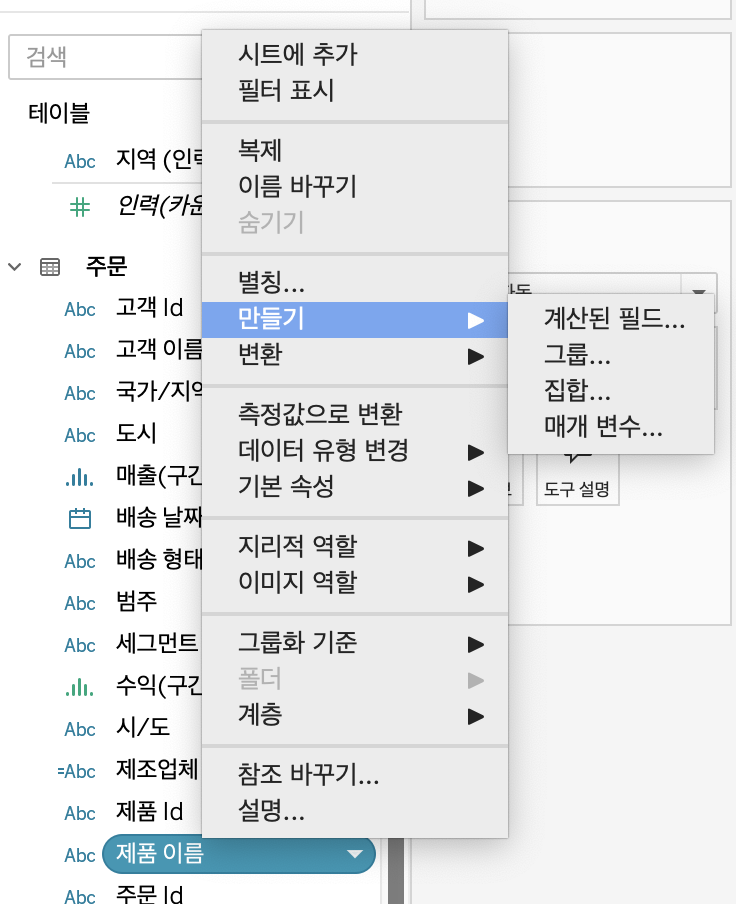 검색
테이블
Abc 지역 (인력
인력(카운
주문
Abc 고객 Id
Abc 고객 이름
Abc 국가/지역
Abc 도시
매출(구간
배송 날짜
Abc 배송 형태
Abc 범주
Abc 세그먼트
수익(구간
Abc 시/도
=Abc 제조업체
Abc 제품 Id
Abc 제품 이름
Abc 주문 Id
시트에 추가
필터 표시
복제
이름 바꾸기
숨기기
별칭...
만들기
변환
측정값으로 변환
데이터 유형 변경
기본 속성
지리적 역할
이미지 역할
그룹화 기준
폴더
계층
참조 바꾸기...
설명...
계산된 필드...
그룹...
집합...
매개 변수...
도구 설명